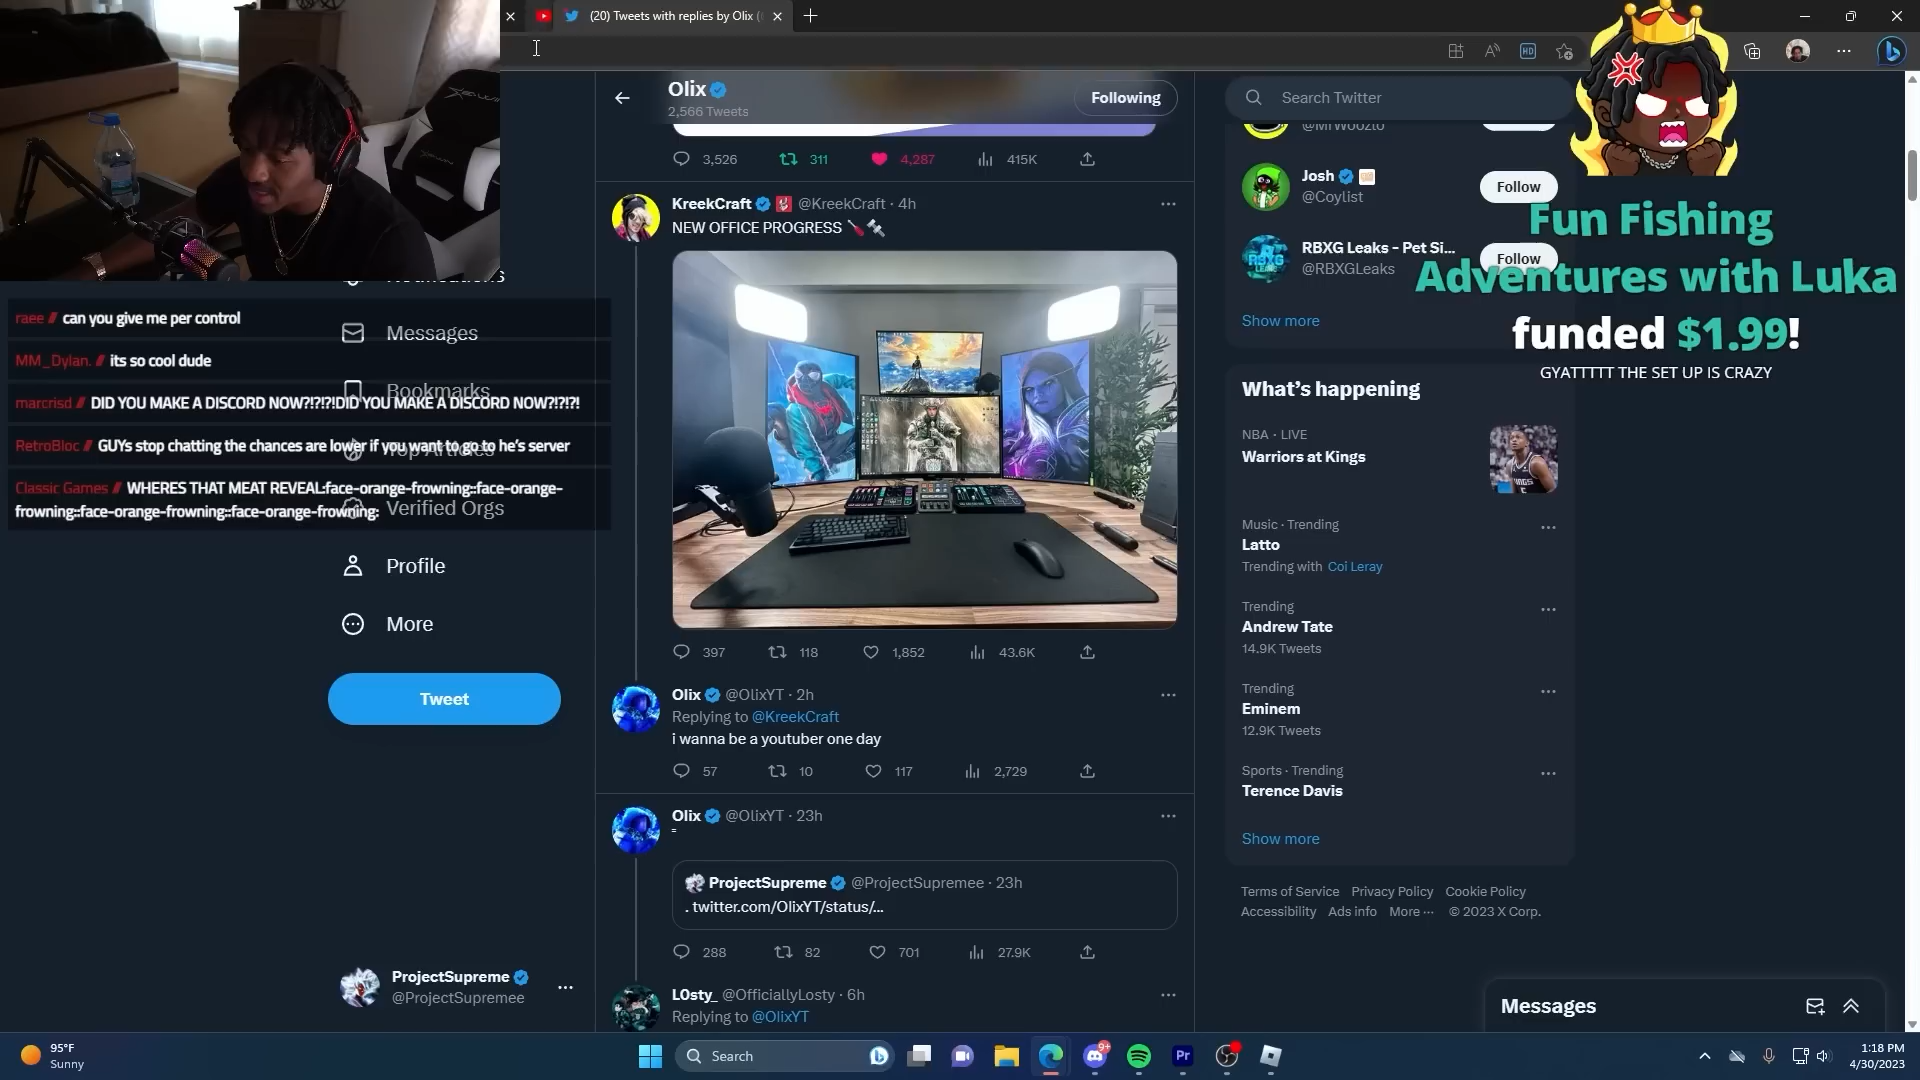 (20) Tweets with replies by Olix (
HD
Olix
2,566 Tweets
Following
3,526 311 4,287 415K
KreekCraft @KreekCraft · 4h
NEW OFFICE PROGRESS
397 118 1,852 43.6K
Olix @OlixYT · 2h
Replying to @KreekCraft
i wanna be a youtuber one day
57 10 117 2,729
Olix @OlixYT · 23h
=
ProjectSupreme @ProjectSupremee · 23h
. twitter.com/OlixYT/status/...
288 82 701 27.9K
L0sty_ @OfficiallyLosty · 6h
Replying to @OlixYT
raee // can you give me per control
MM_Dylan. // its so cool dude
marcrisd // DID YOU MAKE A DISCORD NOW?!?!?!DID YOU MAKE A DISCORD NOW?!?!?!
RetroBloc // GUYs stop chatting the chances are lower if you want to go to he's server
Classic Games // WHERES THAT MEAT REVEAL:face-orange-frowning::face-orange-
frowning::face-orange-frowning::face-orange-frowning:
Notifications
Messages
Bookmarks
Top Articles
Verified Orgs
Profile
More
Tweet
ProjectSupreme
@ProjectSupremee
Search Twitter
@MrWoozlo
Josh
@Coylist
Follow
RBXG Leaks - Pet Si...
@RBXGLeaks
Follow
Show more
Fun Fishing
Adventures with Luka
funded $1.99!
GYATTTTT THE SET UP IS CRAZY
What's happening
NBA · LIVE
Warriors at Kings
Music · Trending
Latto
Trending with Coi Leray
Trending
Andrew Tate
14.9K Tweets
Trending
Eminem
12.9K Tweets
Sports · Trending
Terence Davis
Show more
Terms of Service Privacy Policy Cookie Policy
Accessibility Ads info More ··· © 2023 X Corp.
Messages
95°F
Sunny
Search
9+
Pr
1:18 PM
4/30/2023